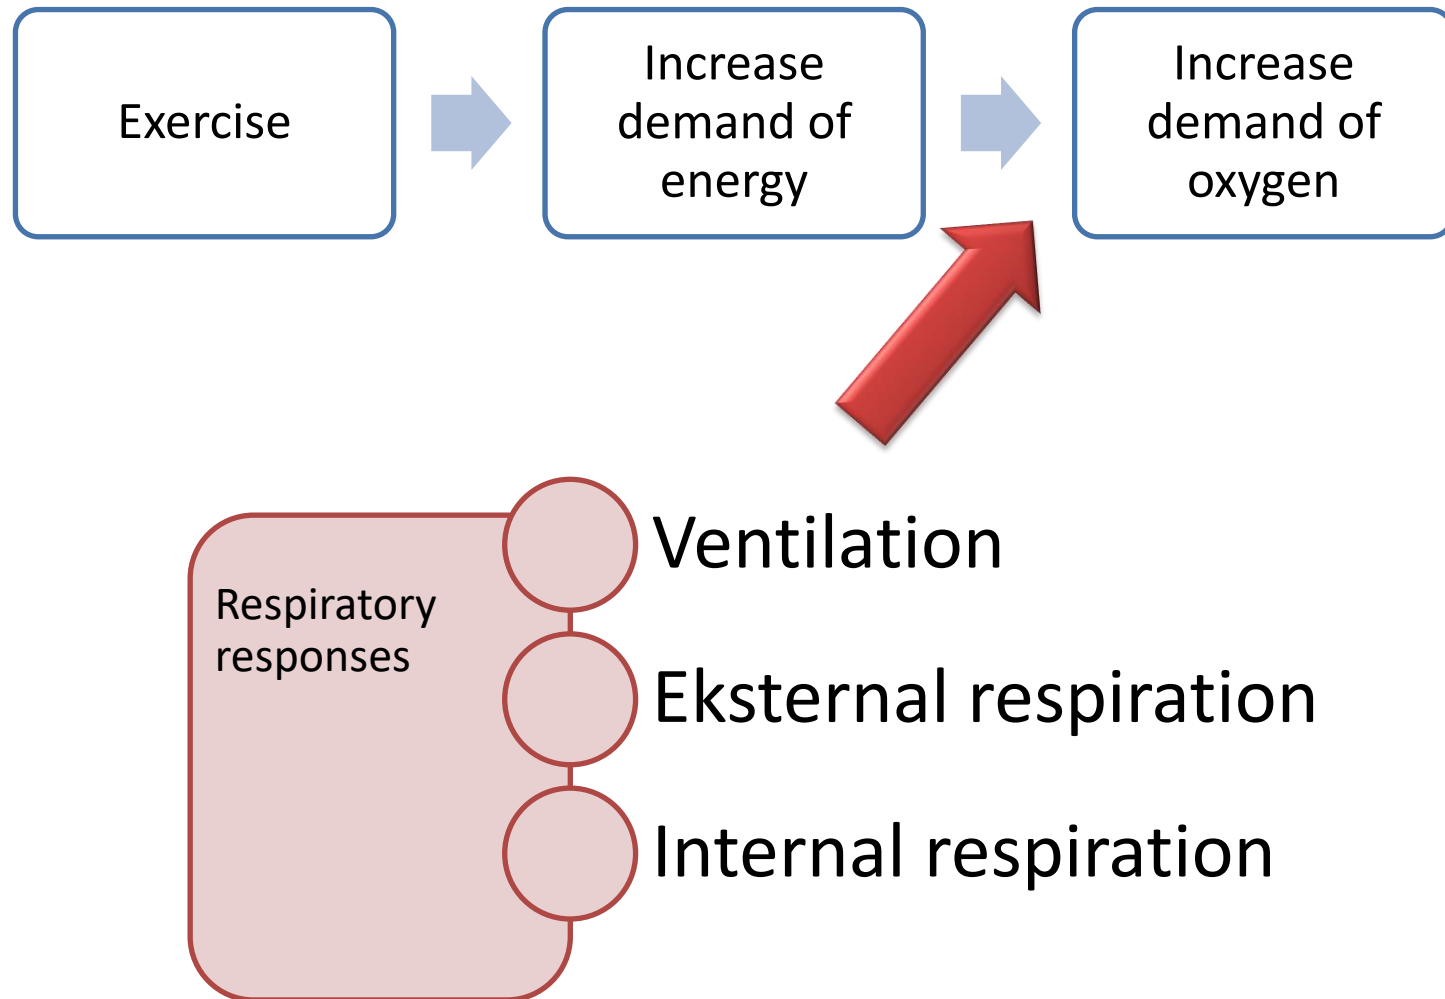 Exercise
Increase
demand of
energy
Increase
demand of
oxygen
Respiratory
responses
Ventilation
Eksternal respiration
Internal respiration